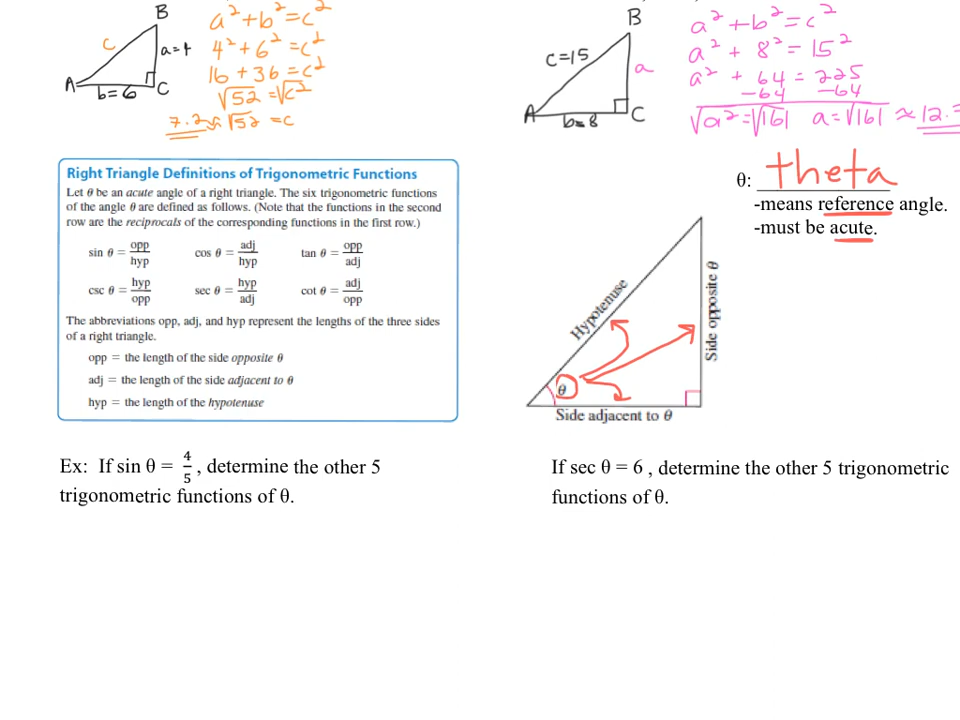 B
c
a=4
A
b=6
C
a²+b²=c²
4²+6²=c²
16+36=c²
√52=√c²
7.2≈√52=c
B
c=15
a
A
b=8
C
a²+b²=c²
a²+8²=15²
a²+64=225
-64 -64
√a²=√161 a=√161≈12.
Right Triangle Definitions of Trigonometric Functions
Let θ be an acute angle of a right triangle. The six trigonometric functions
of the angle θ are defined as follows. (Note that the functions in the second
row are the reciprocals of the corresponding functions in the first row.)
sin θ = opp/hyp cos θ = adj/hyp tan θ = opp/adj
csc θ = hyp/opp sec θ = hyp/adj cot θ = adj/opp
The abbreviations opp, adj, and hyp represent the lengths of the three sides
of a right triangle.
opp = the length of the side opposite θ
adj = the length of the side adjacent to θ
hyp = the length of the hypotenuse
θ: theta
-means reference angle.
-must be acute.
Hypotenuse
Side opposite θ
θ
Side adjacent to θ
Ex: If sin θ = 4/5, determine the other 5
trigonometric functions of θ.
If sec θ = 6 , determine the other 5 trigonometric
functions of θ.